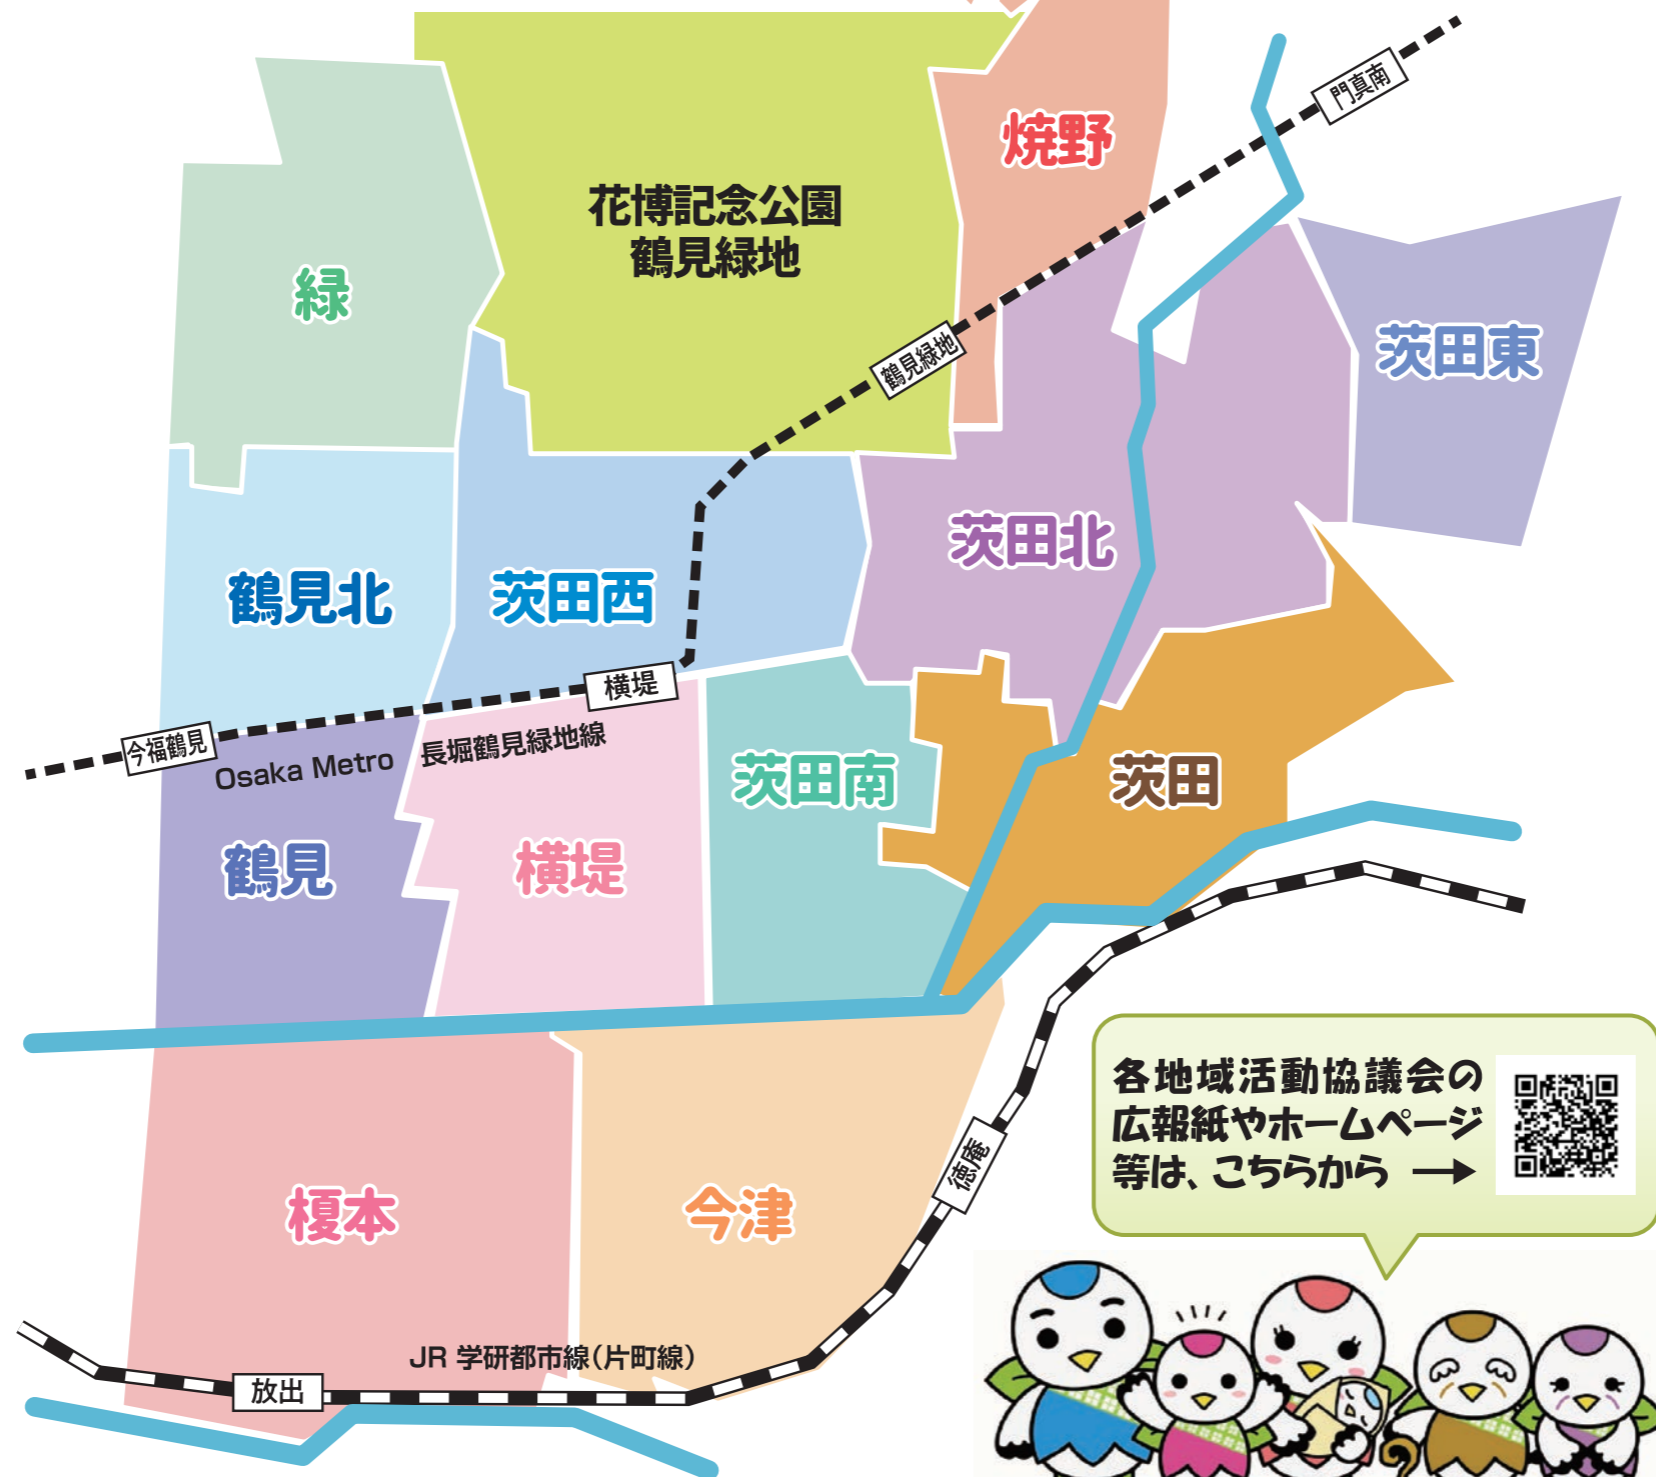 門真南
焼野
花博記念公園
鶴見緑地
緑
鶴見緑地
茨田東
茨田北
鶴見北
茨田西
横堤
今福鶴見
Osaka Metro 長堀鶴見緑地線
茨田南
茨田
鶴見
横堤
各地域活動協議会の
広報紙やホームページ
等は、こちらから →
徳庵
榎本
今津
JR 学研都市線(片町線)
放出